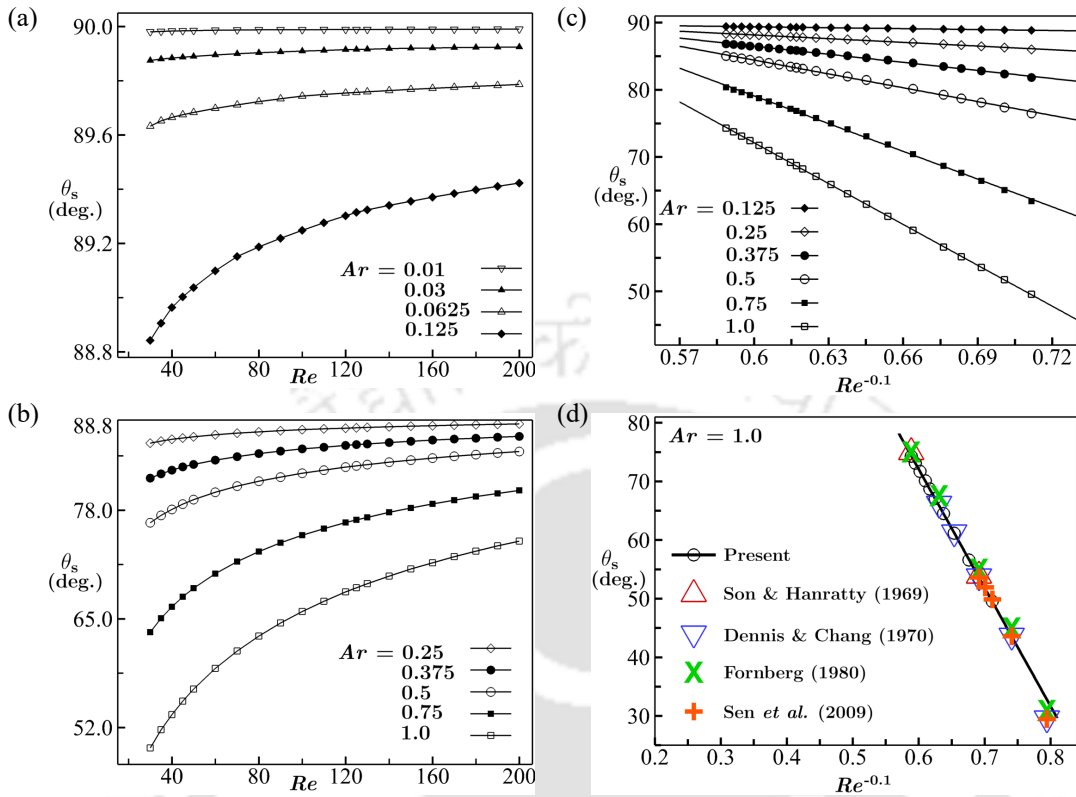 (a)
90.0
89.6
θs
(deg.)
89.2
88.8
Ar = 0.01
0.03
0.0625
0.125
40
80
120
160
200
Re
(b)
88.8
78.0
θs
(deg.)
65.0
52.0
Ar = 0.25
0.375
0.5
0.75
1.0
40
80
120
160
200
Re
(c)
90
80
70
θs
(deg.)
60
50
Ar = 0.125
0.25
0.375
0.5
0.75
1.0
0.57
0.6
0.63
0.66
0.69
0.72
Re^-0.1
(d)
80
70
60
θs
(deg.)
50
40
30
Ar = 1.0
Present
Son & Hanratty (1969)
Dennis & Chang (1970)
Fornberg (1980)
Sen et al. (2009)
0.2
0.3
0.4
0.5
0.6
0.7
0.8
Re^-0.1